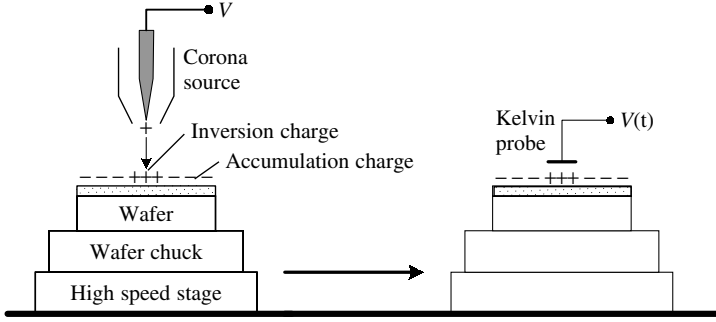 V
Corona
source
+
Inversion charge
Accumulation charge
– – – – +++ – – – –
Wafer
Wafer chuck
High speed stage
Kelvin
probe
V(t)
– – – – +++ – – –